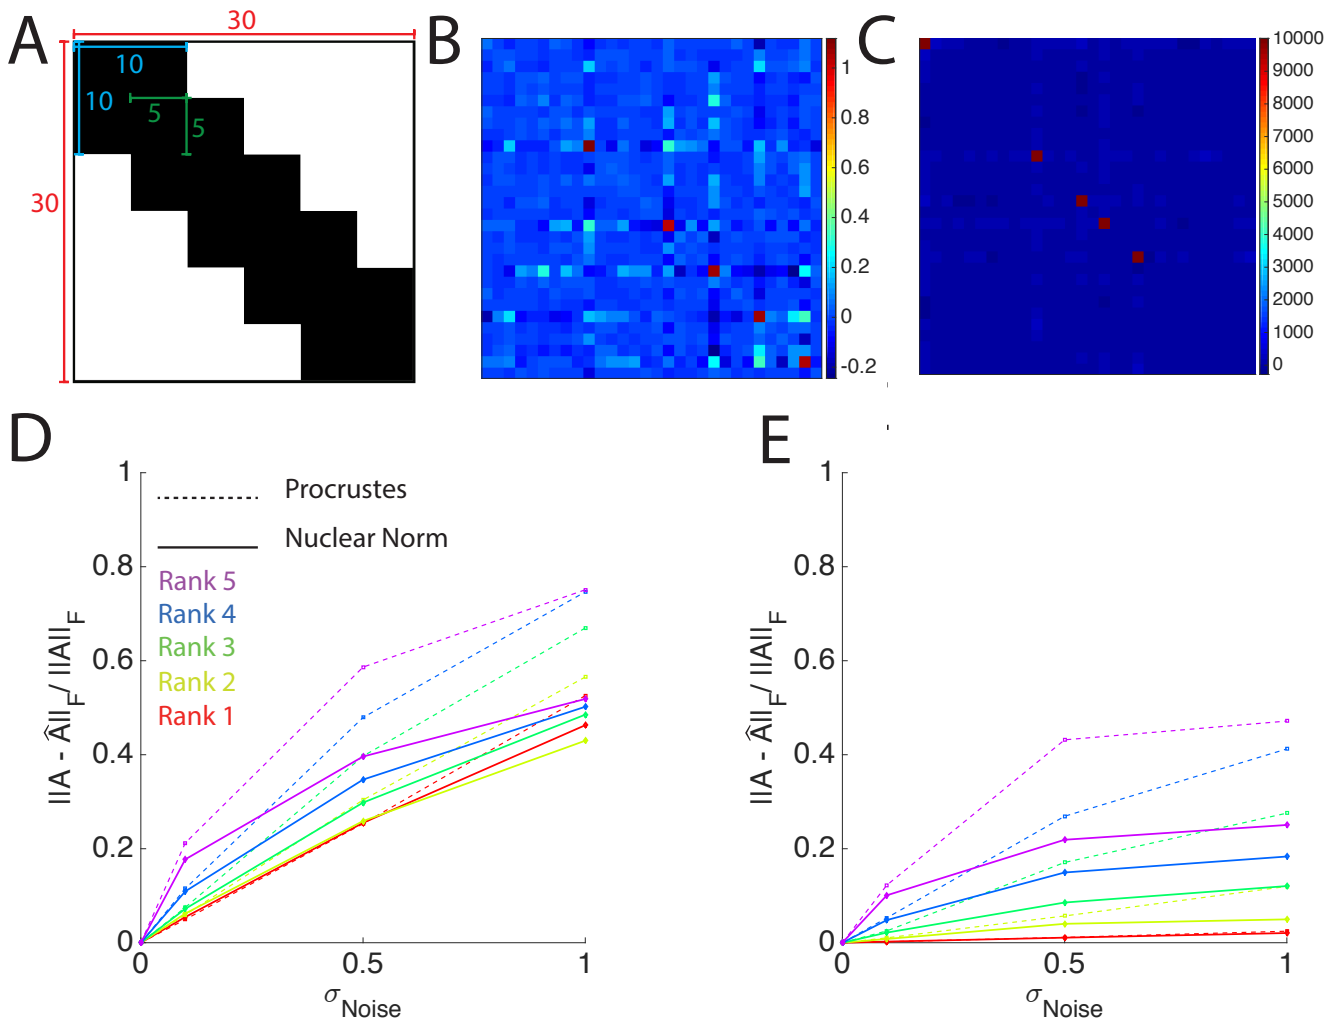 A
30
10
10
5
5
30
B
1
0.8
0.6
0.4
0.2
0
-0.2
C
10000
9000
8000
7000
6000
5000
4000
3000
2000
1000
0
D
1
0.8
0.6
0.4
0.2
0
||A - Â||F/ ||A||F
Procrustes
Nuclear Norm
Rank 5
Rank 4
Rank 3
Rank 2
Rank 1
0
0.5
1
σNoise
E
1
0.8
0.6
0.4
0.2
0
||A - Â||F/ ||A||F
0
0.5
1
σNoise